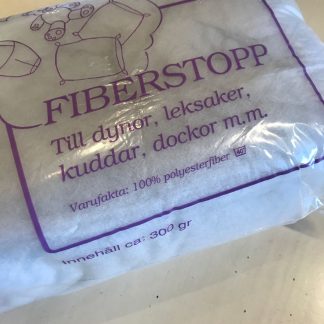 FIBERSTOPP
Till dynor, leksaker,
kuddar, dockor m.m.
Varufakta: 100% polyesterfiber
Innehåll ca: 300 gr